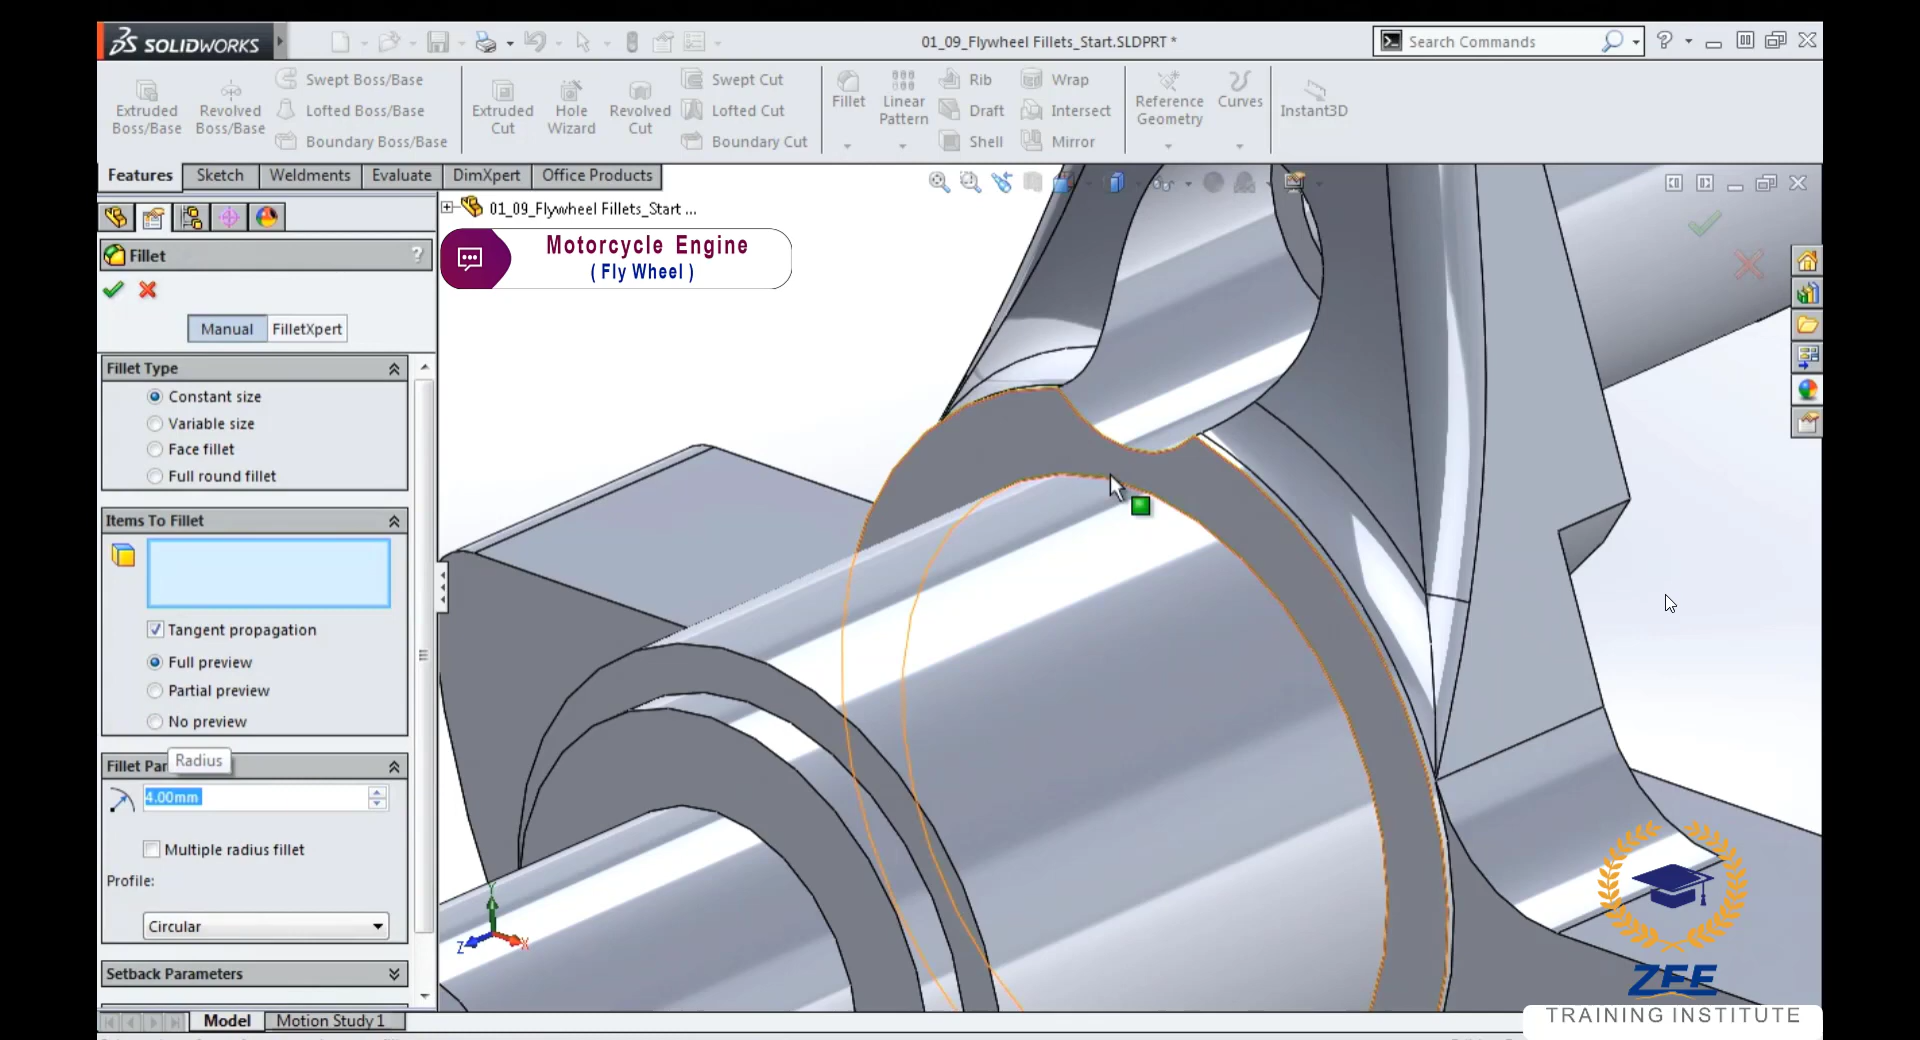 SOLIDWORKS
01_09_Flywheel Fillets_Start.SLDPRT *
Search Commands
Extruded Boss/Base
Revolved Boss/Base
Swept Boss/Base
Lofted Boss/Base
Boundary Boss/Base
Extruded Cut
Hole Wizard
Revolved Cut
Swept Cut
Lofted Cut
Boundary Cut
Fillet
Linear Pattern
Rib
Draft
Shell
Wrap
Intersect
Mirror
Reference Geometry
Curves
Instant3D
Features
Sketch
Weldments
Evaluate
DimXpert
Office Products
01_09_Flywheel Fillets_Start ...
Motorcycle Engine
( Fly Wheel )
Fillet
?
Manual
FilletXpert
Fillet Type
Constant size
Variable size
Face fillet
Full round fillet
Items To Fillet
Tangent propagation
Full preview
Partial preview
No preview
Fillet Par
Radius
4.00mm
Multiple radius fillet
Profile:
Circular
Setback Parameters
Y
Z
X
Model
Motion Study 1
ZEE
TRAINING INSTITUTE